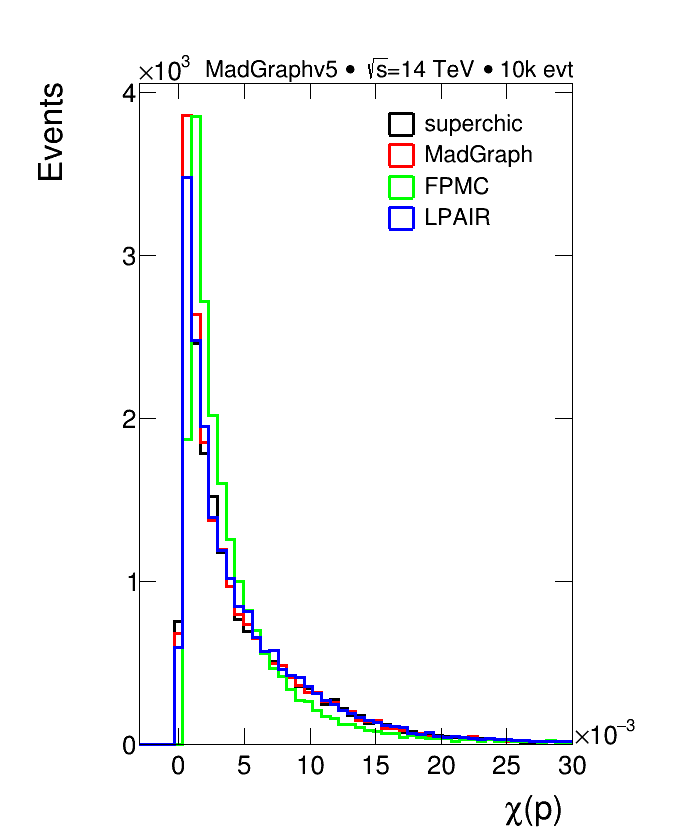 ×10³ MadGraphv5 • √s=14 TeV • 10k evt
Events
4
3
2
1
0
superchic
MadGraph
FPMC
LPAIR
0 5 10 15 20 25 30
×10⁻³
χ(p)